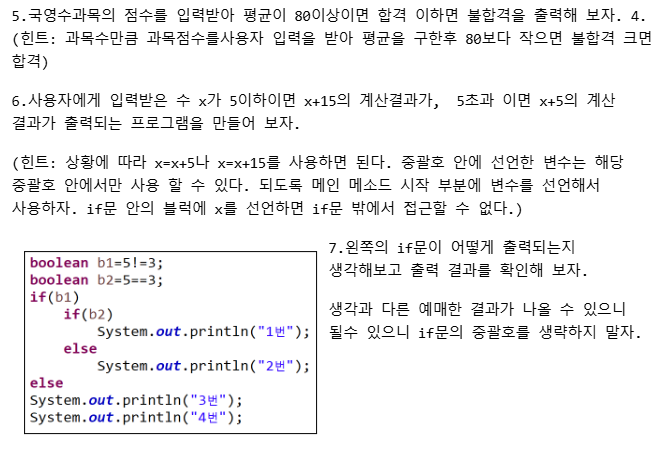 5.국영수과목의 점수를 입력받아 평균이 80이상이면 합격 이하면 불합격을 출력해 보자. 4.
(힌트: 과목수만큼 과목점수를사용자 입력을 받아 평균을 구한후 80보다 작으면 불합격 크면
합격)
6.사용자에게 입력받은 수 x가 5이하이면 x+15의 계산결과가,  5초과 이면 x+5의 계산
결과가 출력되는 프로그램을 만들어 보자.
(힌트: 상황에 따라 x=x+5나 x=x+15를 사용하면 된다. 중괄호 안에 선언한 변수는 해당
중괄호 안에서만 사용 할 수 있다. 되도록 메인 메소드 시작 부분에 변수를 선언해서
사용하자. if문 안의 블럭에 x를 선언하면 if문 밖에서 접근할 수 없다.)
boolean b1=5!=3;
boolean b2=5==3;
if(b1)
    if(b2)
        System.out.println("1번");
    else
        System.out.println("2번");
else
System.out.println("3번");
System.out.println("4번");
7.왼쪽의 if문이 어떻게 출력되는지
생각해보고 출력 결과를 확인해 보자.
생각과 다른 예매한 결과가 나올 수 있으니
될수 있으니 if문의 중괄호를 생략하지 말자.